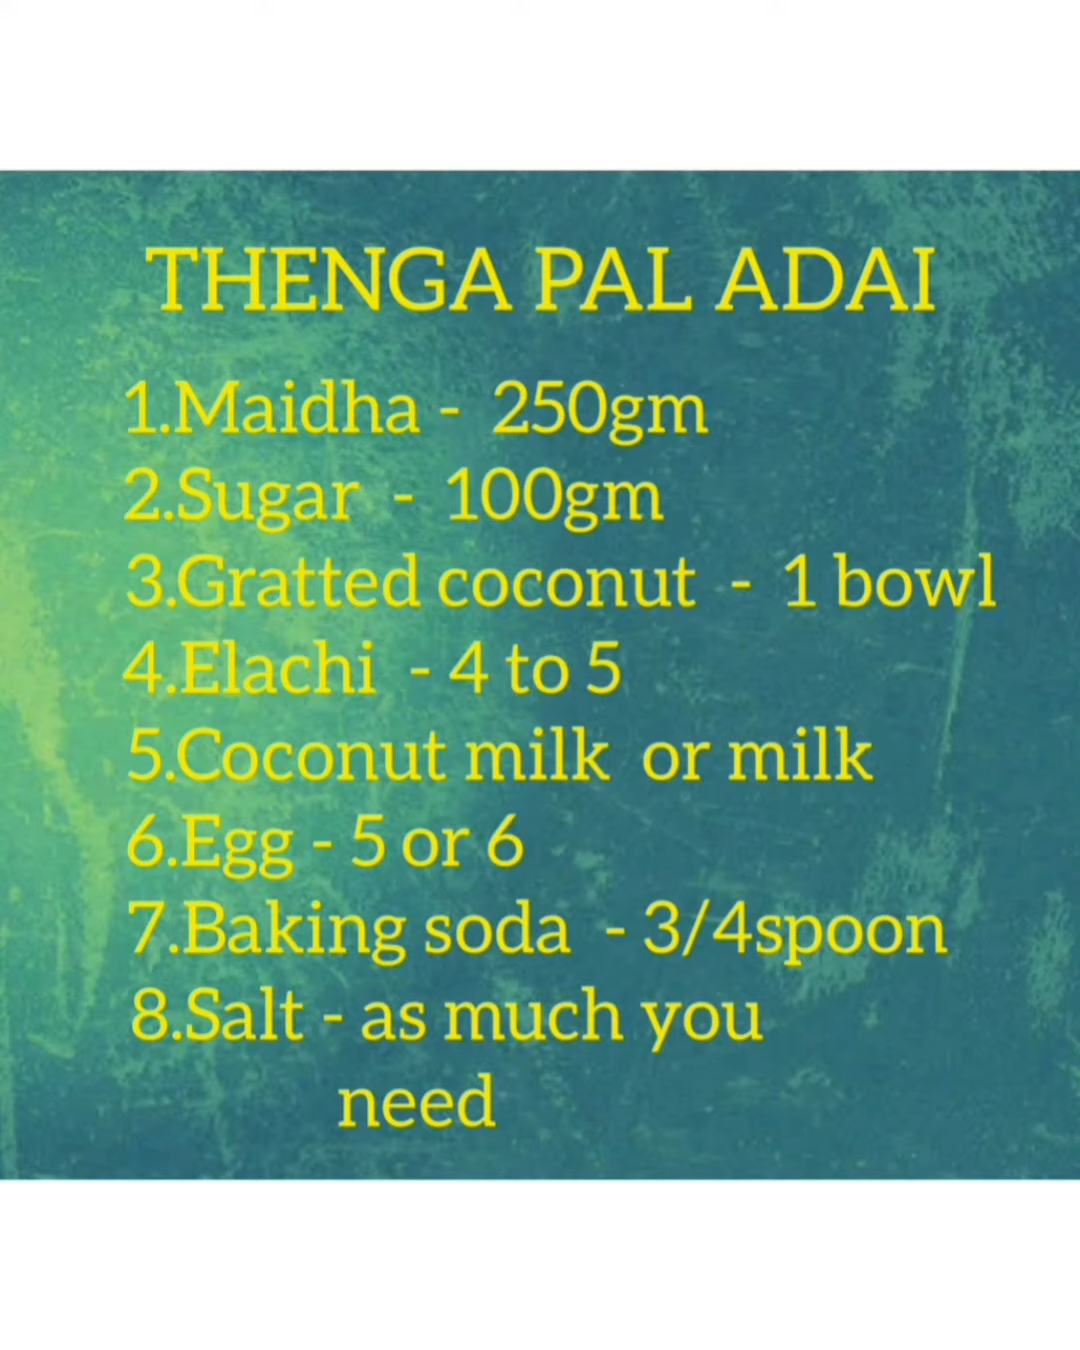 THENGA PAL ADAI
1.Maidha - 250gm
2.Sugar - 100gm
3.Gratted coconut - 1 bowl
4.Elachi - 4 to 5
5.Coconut milk or milk
6.Egg - 5 or 6
7.Baking soda - 3/4spoon
8.Salt - as much you
need